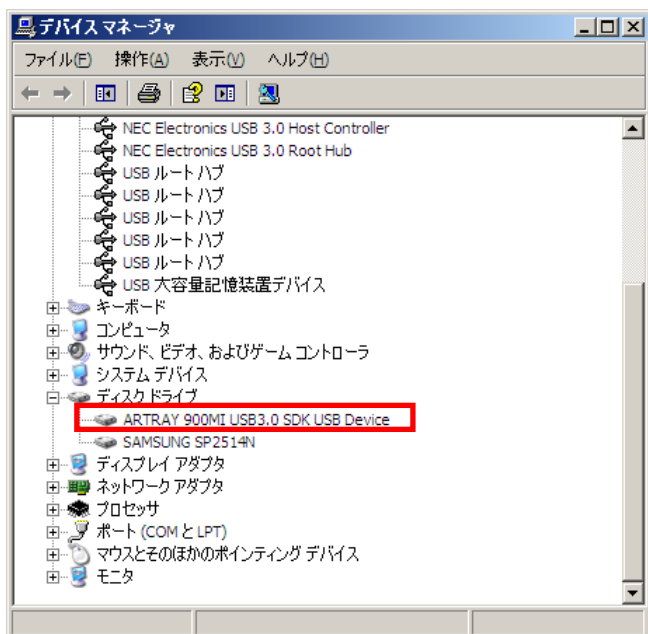 デバイス マネージャ
ファイル(F) 操作(A) 表示(V) ヘルプ(H)
NEC Electronics USB 3.0 Host Controller
NEC Electronics USB 3.0 Root Hub
USB ルート ハブ
USB ルート ハブ
USB ルート ハブ
USB ルート ハブ
USB ルート ハブ
USB 大容量記憶装置デバイス
キーボード
コンピュータ
サウンド、ビデオ、およびゲーム コントローラ
システム デバイス
ディスク ドライブ
ARTRAY 900MI USB3.0 SDK USB Device
SAMSUNG SP2514N
ディスプレイ アダプタ
ネットワーク アダプタ
プロセッサ
ポート (COM と LPT)
マウスとそのほかのポインティング デバイス
モニタ